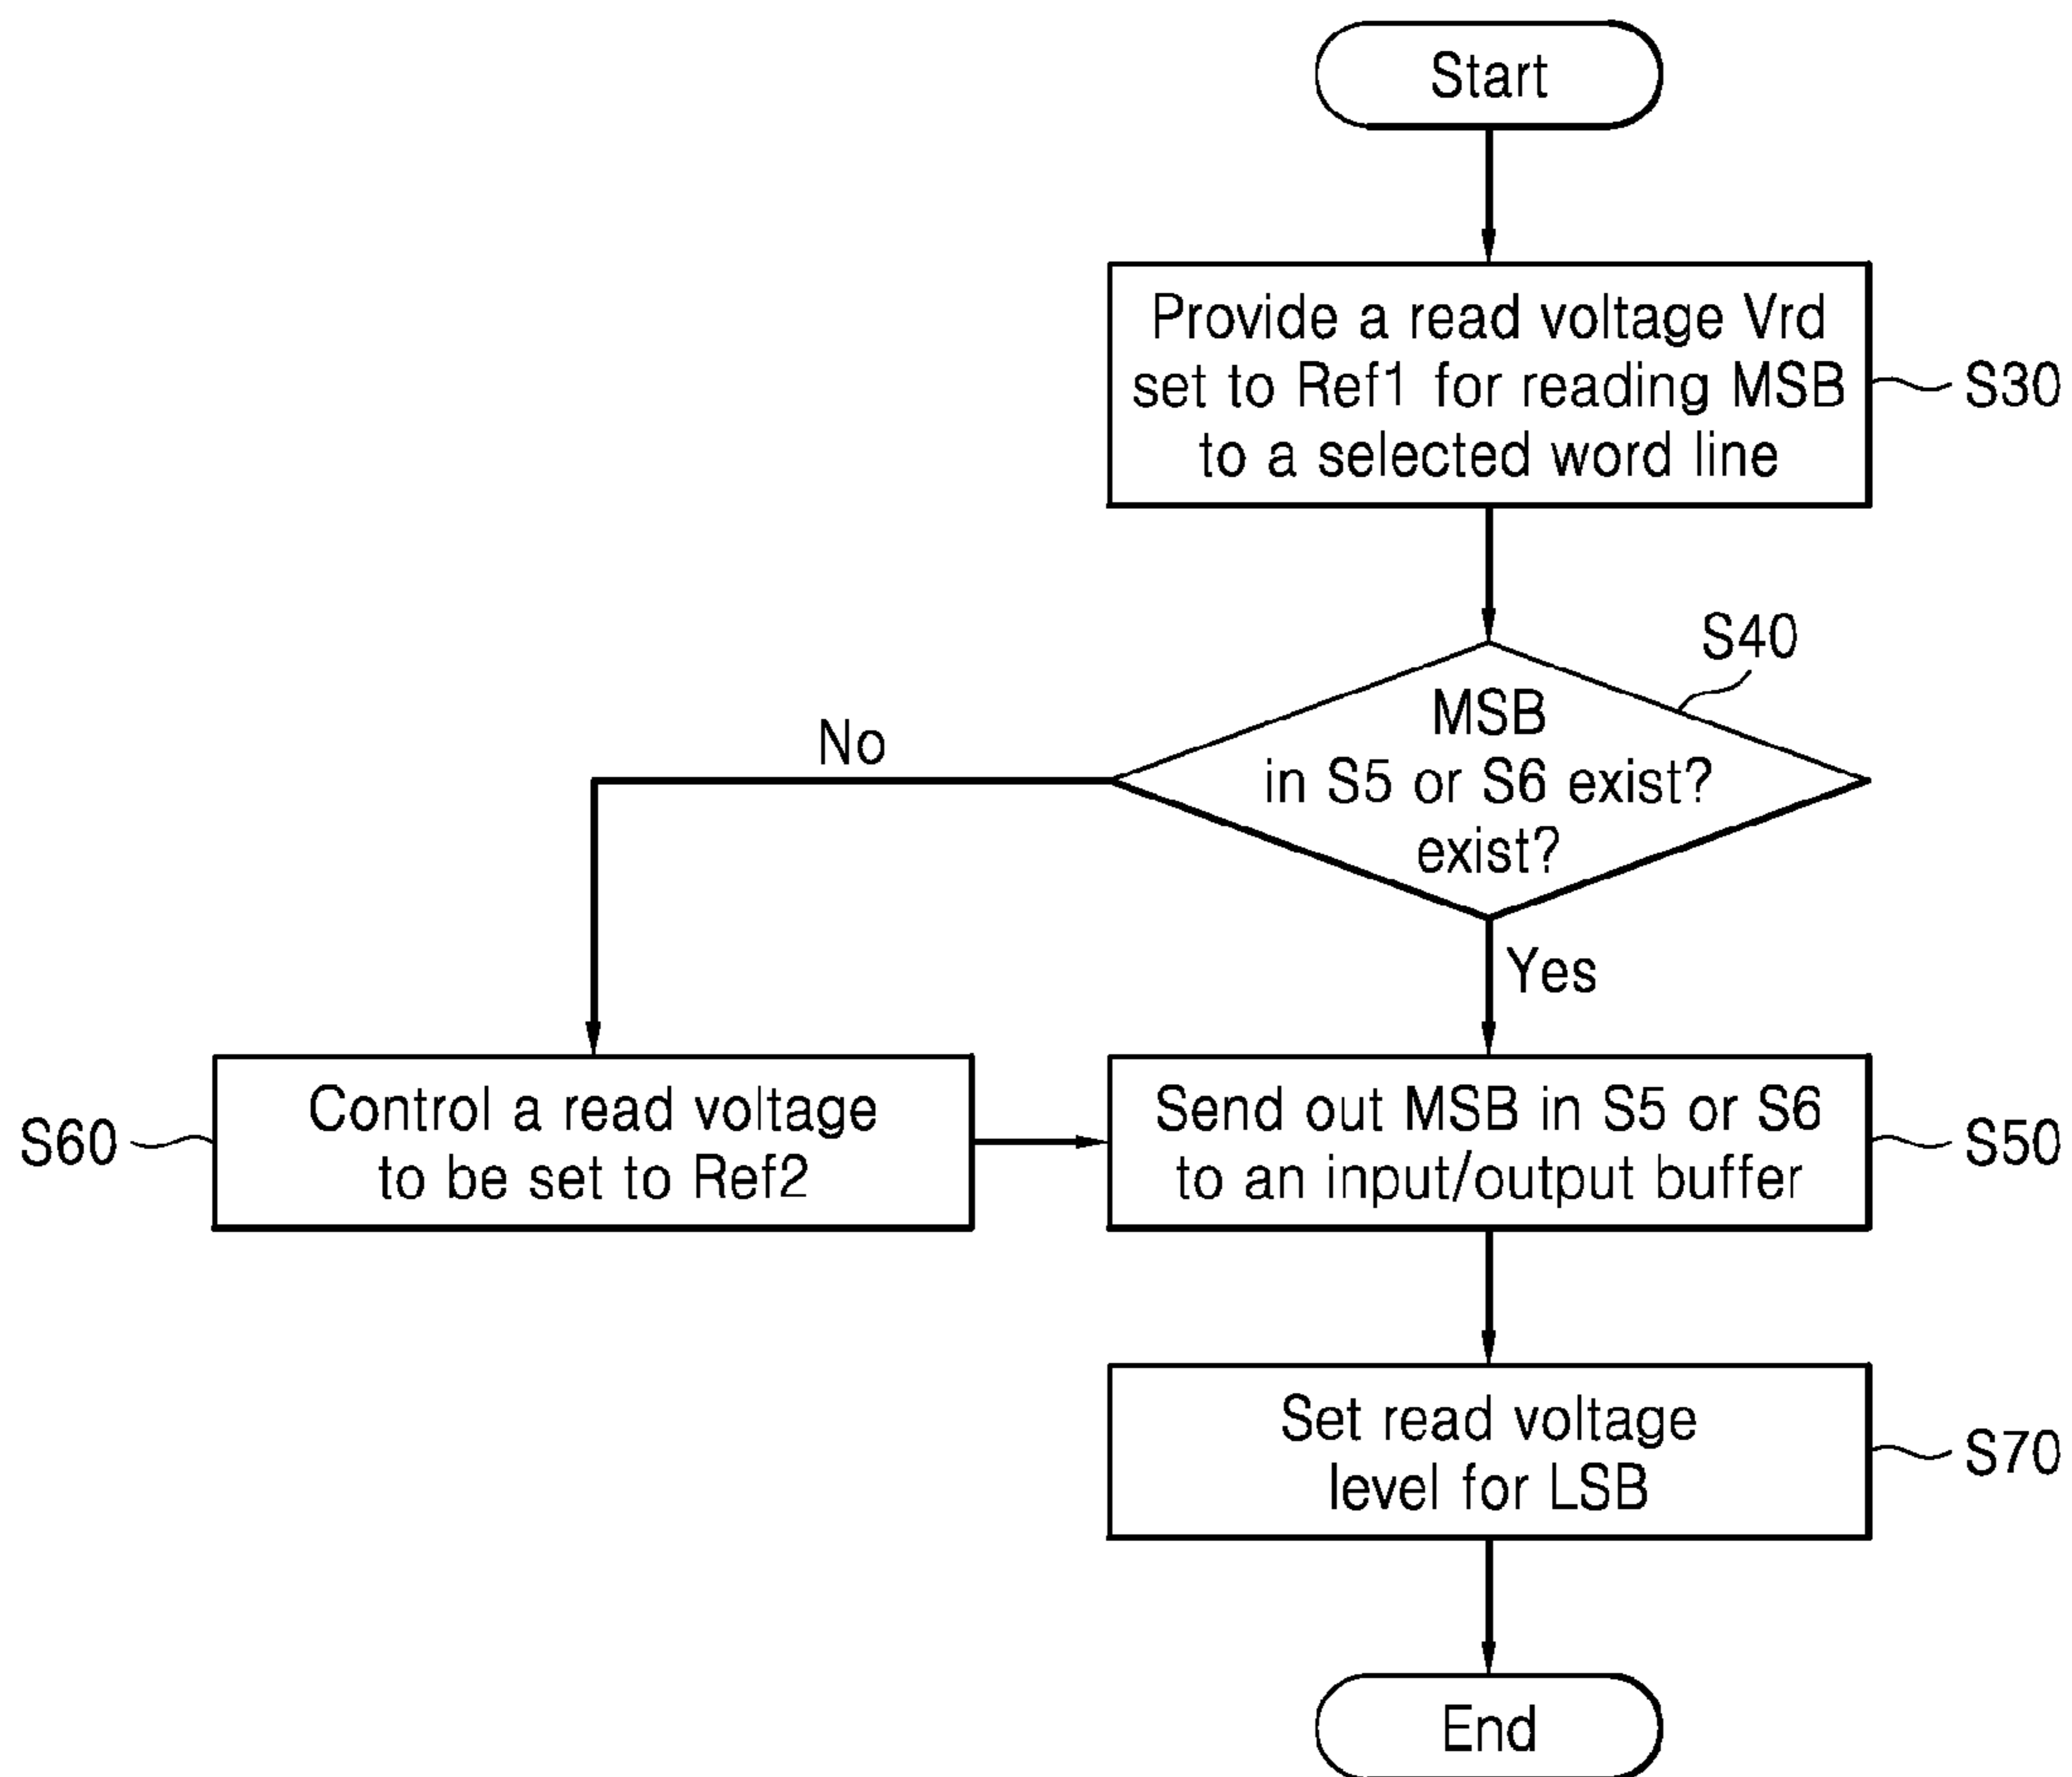 Start
Provide a read voltage Vrd
set to Ref1 for reading MSB
to a selected word line
S30
S40
MSB
in S5 or S6 exist?
exist?
No
Yes
Control a read voltage
to be set to Ref2
S60
Send out MSB in S5 or S6
to an input/output buffer
S50
Set read voltage
level for LSB
S70
End